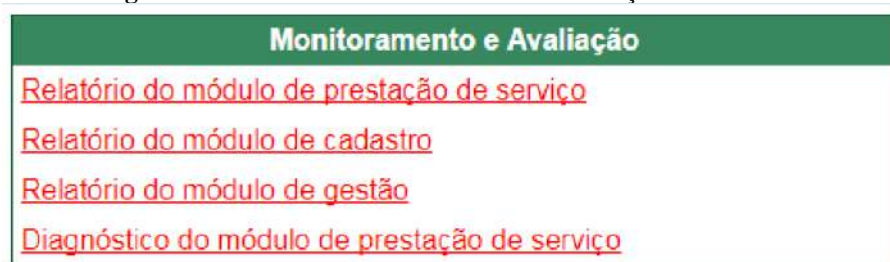 Monitoramento e Avaliação
Relatório do módulo de prestação de serviço
Relatório do módulo de cadastro
Relatório do módulo de gestão
Diagnóstico do módulo de prestação de serviço